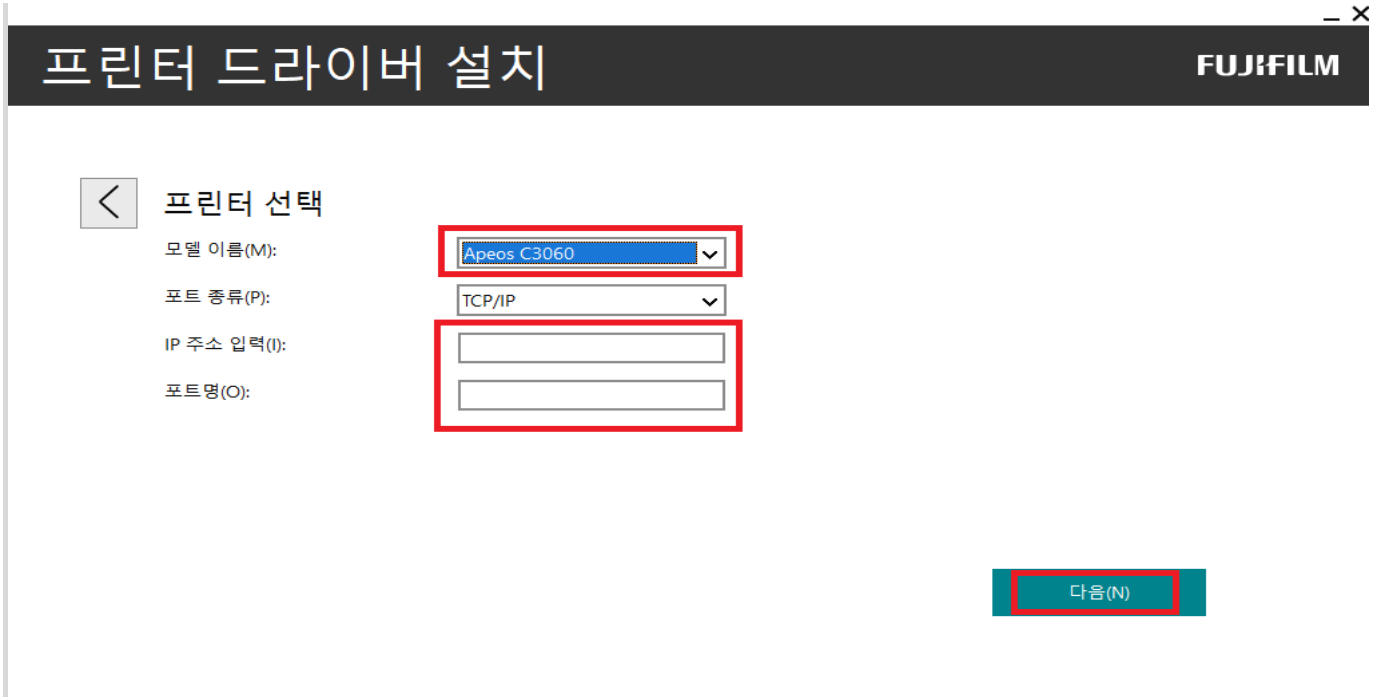 프린터 드라이버 설치
FUJIFILM
프린터 선택
모델 이름(M):
Apeos C3060
포트 종류(P):
TCP/IP
IP 주소 입력(I):
포트명(O):
다음(N)